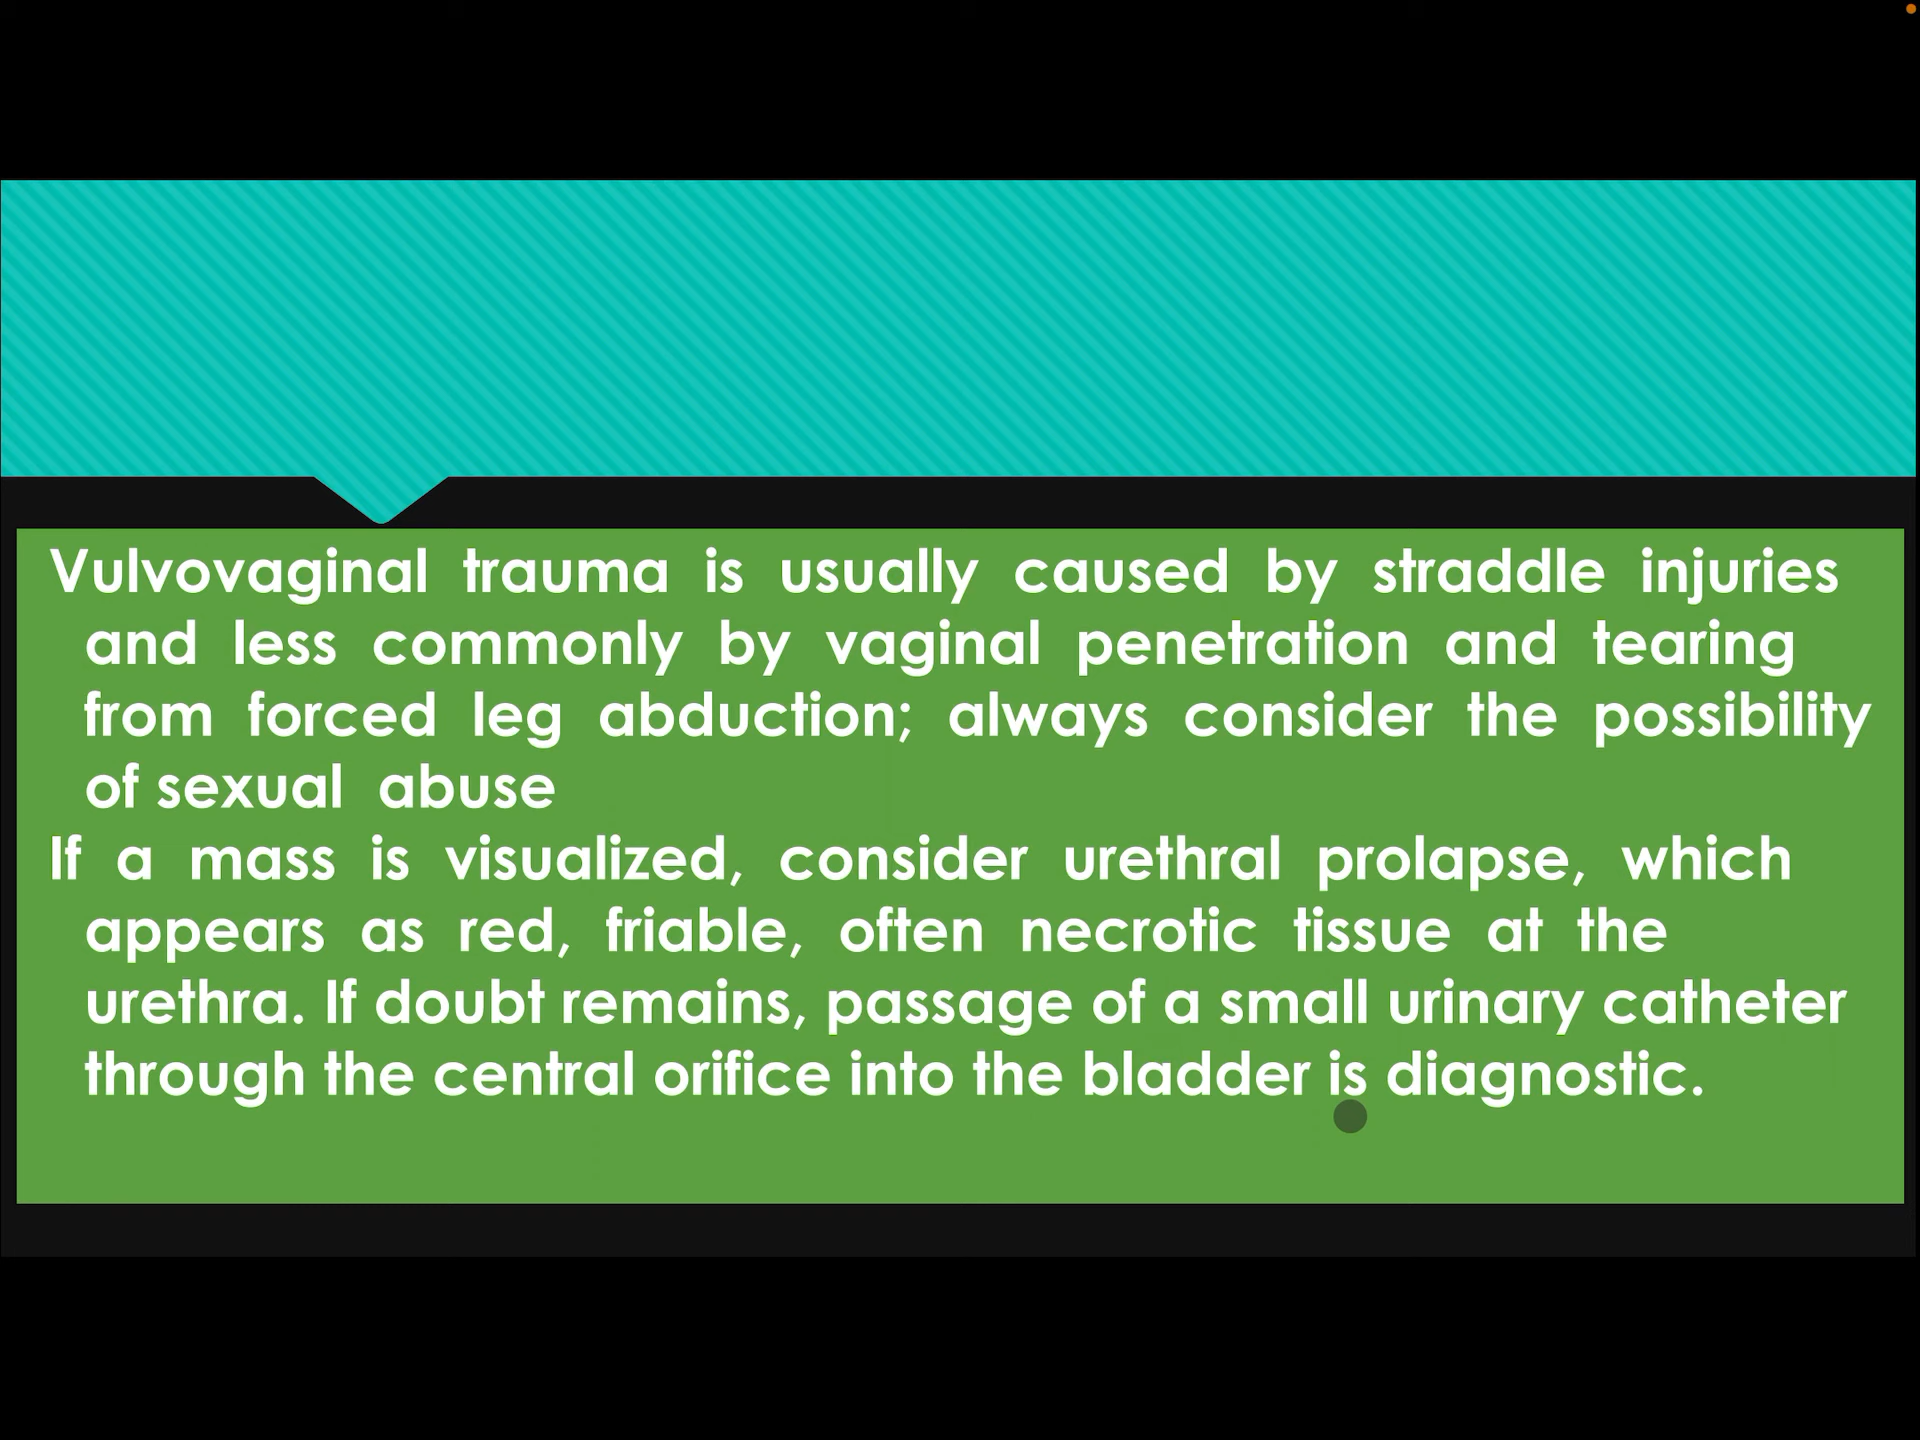 Vulvovaginal trauma is usually caused by straddle injuries
and less commonly by vaginal penetration and tearing
from forced leg abduction; always consider the possibility
of sexual abuse
If a mass is visualized, consider urethral prolapse, which
appears as red, friable, often necrotic tissue at the
urethra. If doubt remains, passage of a small urinary catheter
through the central orifice into the bladder is diagnostic.